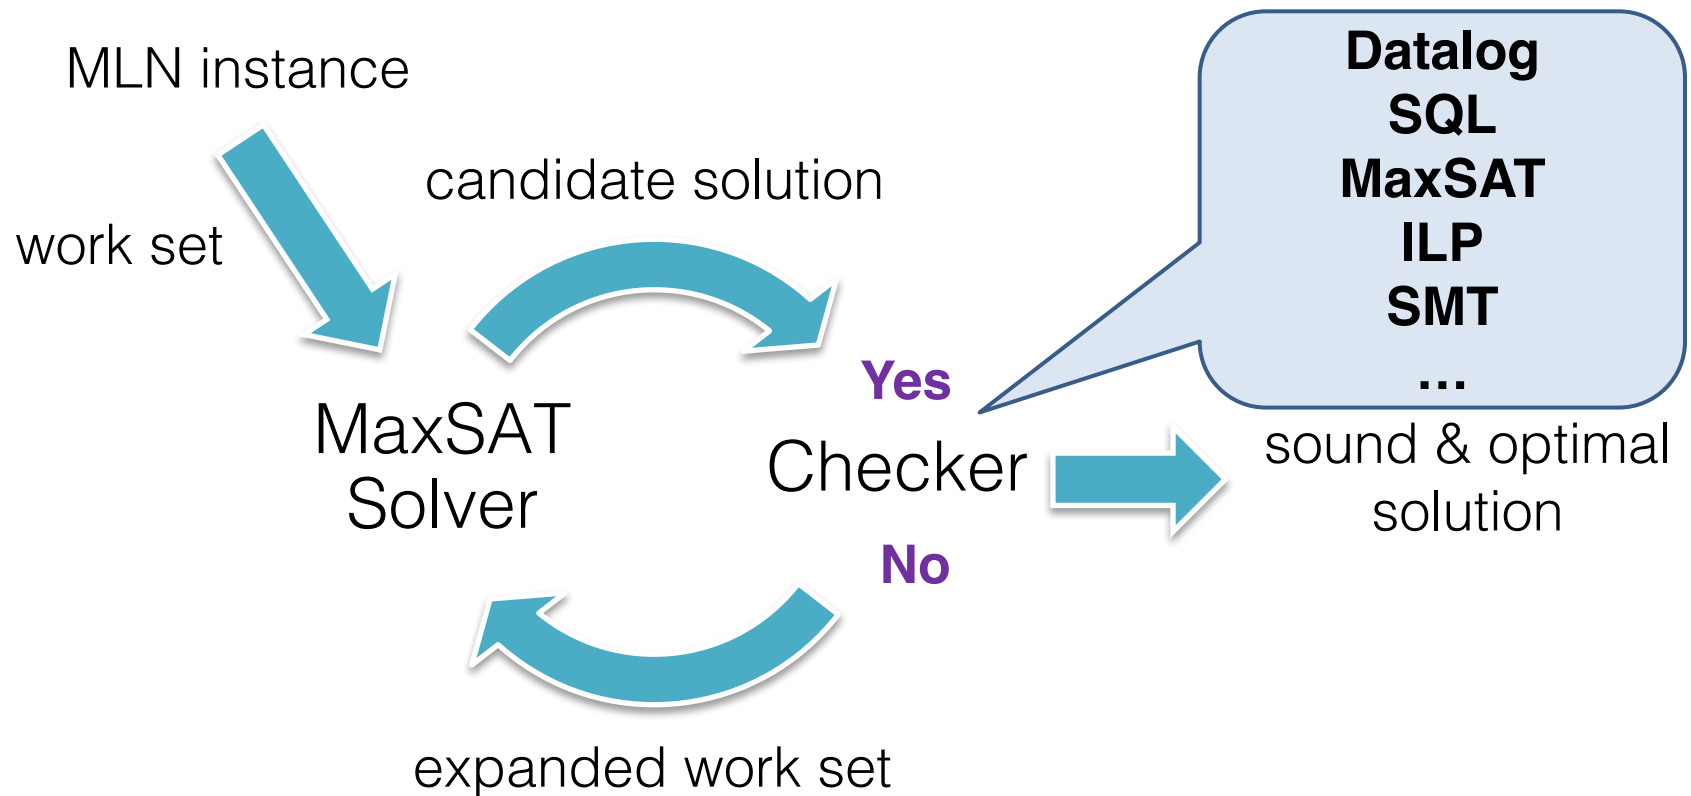 MLN instance
work set
candidate solution
MaxSAT
Solver
Yes
Checker
No
expanded work set
Datalog
SQL
MaxSAT
ILP
SMT
...
sound & optimal
solution